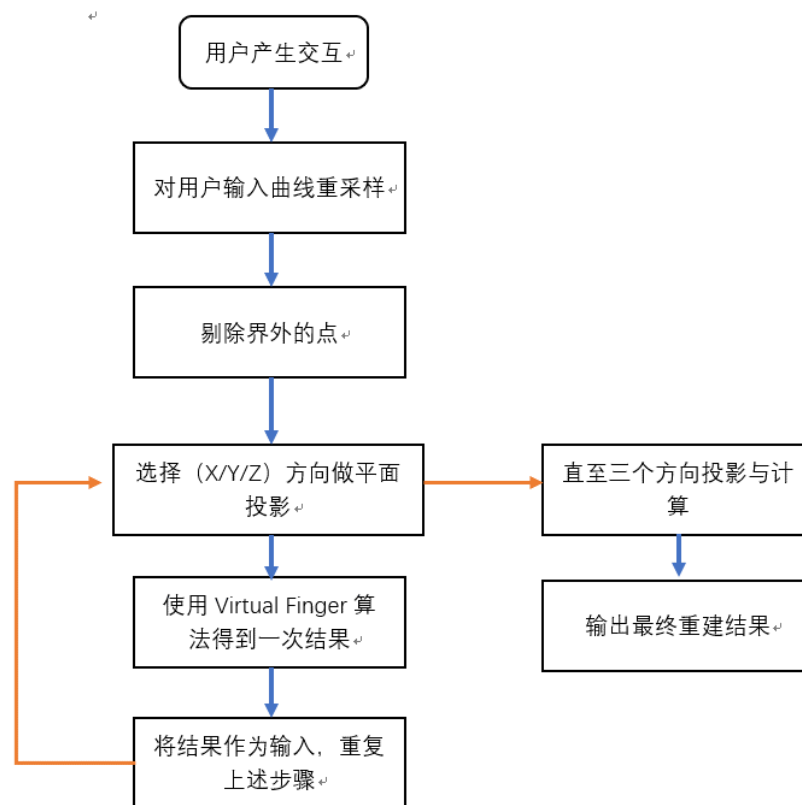 用户产生交互
对用户输入曲线重采样
剔除界外的点
选择（X/Y/Z）方向做平面
投影
直至三个方向投影与计
算
使用 Virtual Finger 算
法得到一次结果
输出最终重建结果
将结果作为输入，重复
上述步骤